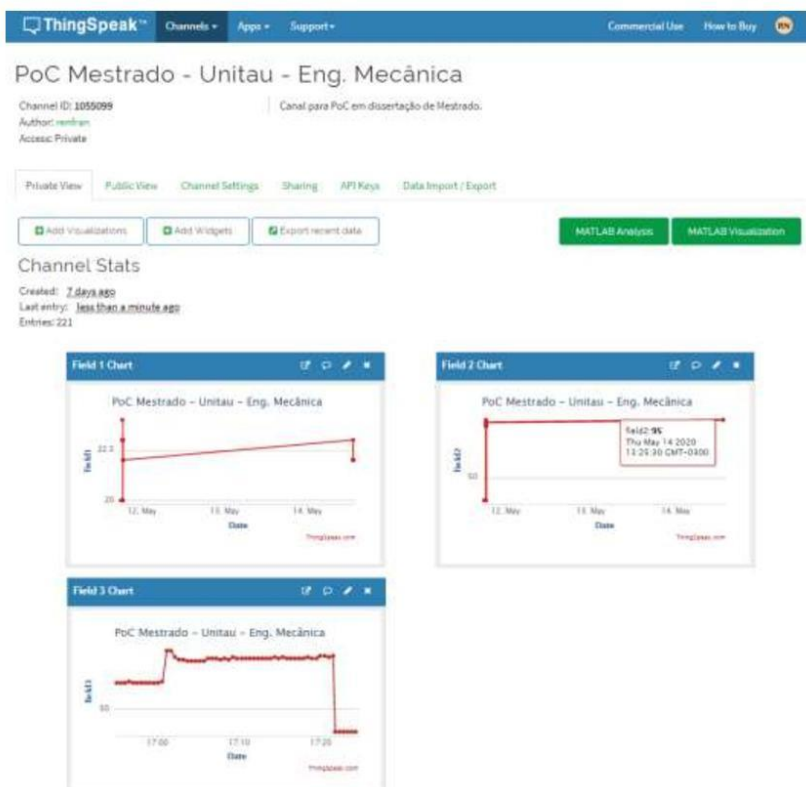 ThingSpeak™ Channels Apps Support Commercial Use How to Buy RN
PoC Mestrado - Unitau - Eng. Mecânica
Channel ID: 1055099
Canal para PoC em dissertação de Mestrado.
Author: renfran
Access: Private
Private View Public View Channel Settings Sharing API Keys Data Import / Export
Add Visualizations Add Widgets Export recent data MATLAB Analysis MATLAB Visualization
Channel Stats
Created: 7 days ago
Last entry: less than a minute ago
Entries: 221
Field 1 Chart
PoC Mestrado - Unitau - Eng. Mecânica
field1
22.5
20
12. May 13. May 14. May
Date
ThingSpeak.com
Field 2 Chart
PoC Mestrado - Unitau - Eng. Mecânica
field2
50
field2: 95
Thu May 14 2020
13:25:30 GMT-0300
12. May 13. May 14. May
Date
ThingSpeak.com
Field 3 Chart
PoC Mestrado - Unitau - Eng. Mecânica
field3
50
17:00 17:10 17:20
Date
ThingSpeak.com